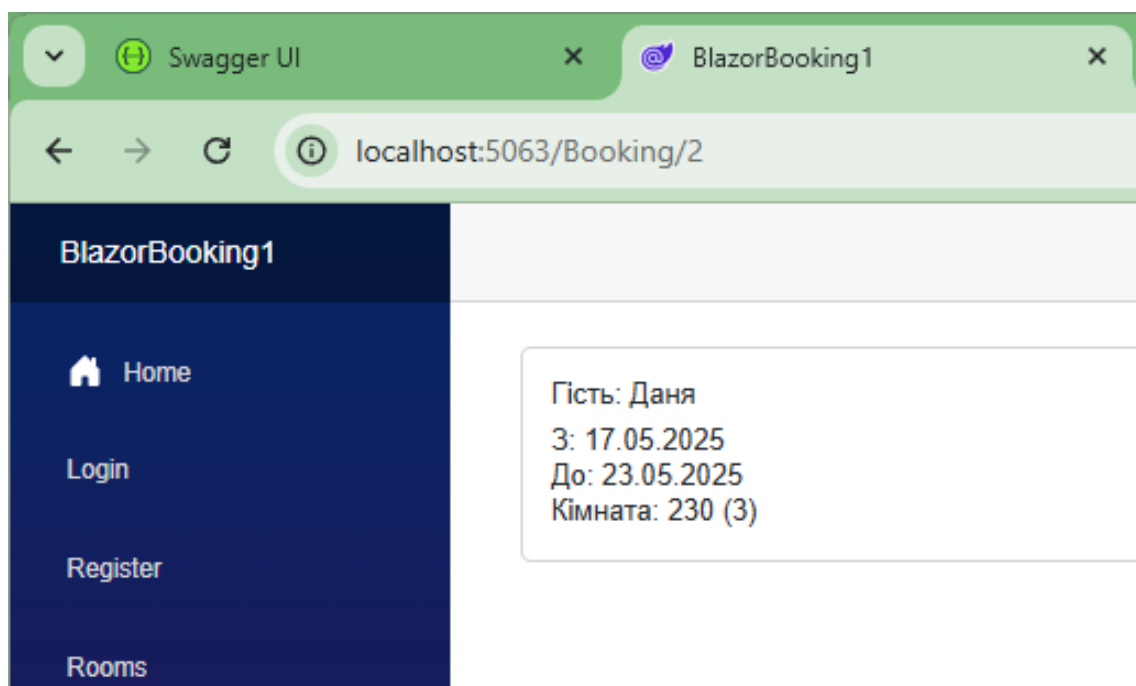 Swagger UI
BlazorBooking1
localhost:5063/Booking/2
BlazorBooking1
Home
Login
Register
Rooms
Гість: Даня
З: 17.05.2025
До: 23.05.2025
Кімната: 230 (3)